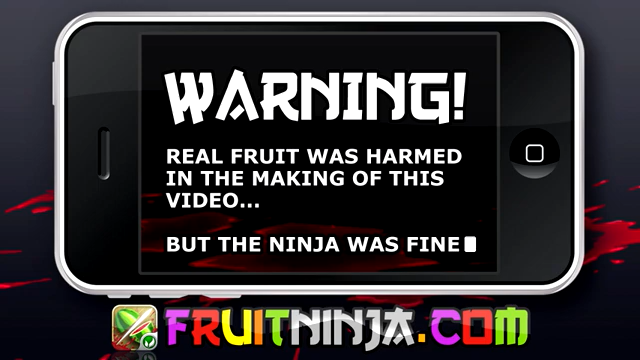 WARNING!
REAL FRUIT WAS HARMED
IN THE MAKING OF THIS
VIDEO...
BUT THE NINJA WAS FINE
FRUITNINJA.COM